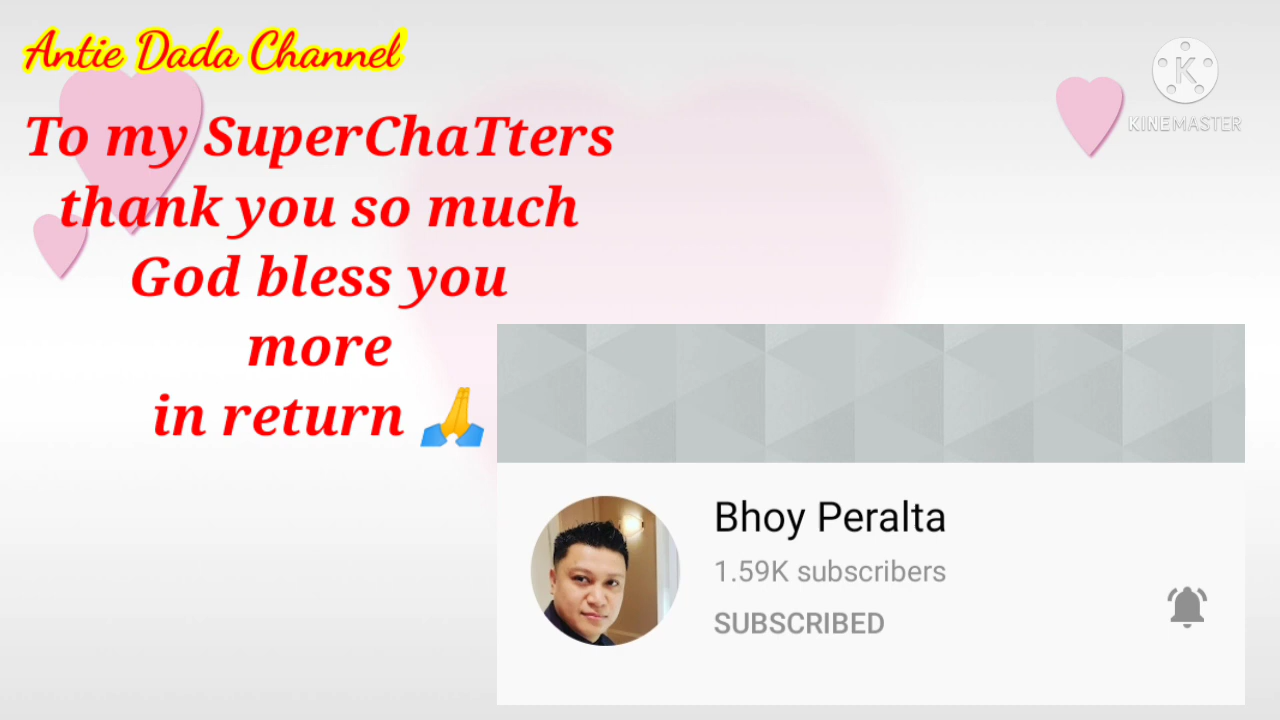 Antie Dada Channel
K
KINEMASTER
To my SuperChaTters
thank you so much
God bless you
more
in return 🙏
Bhoy Peralta
1.59K subscribers
SUBSCRIBED